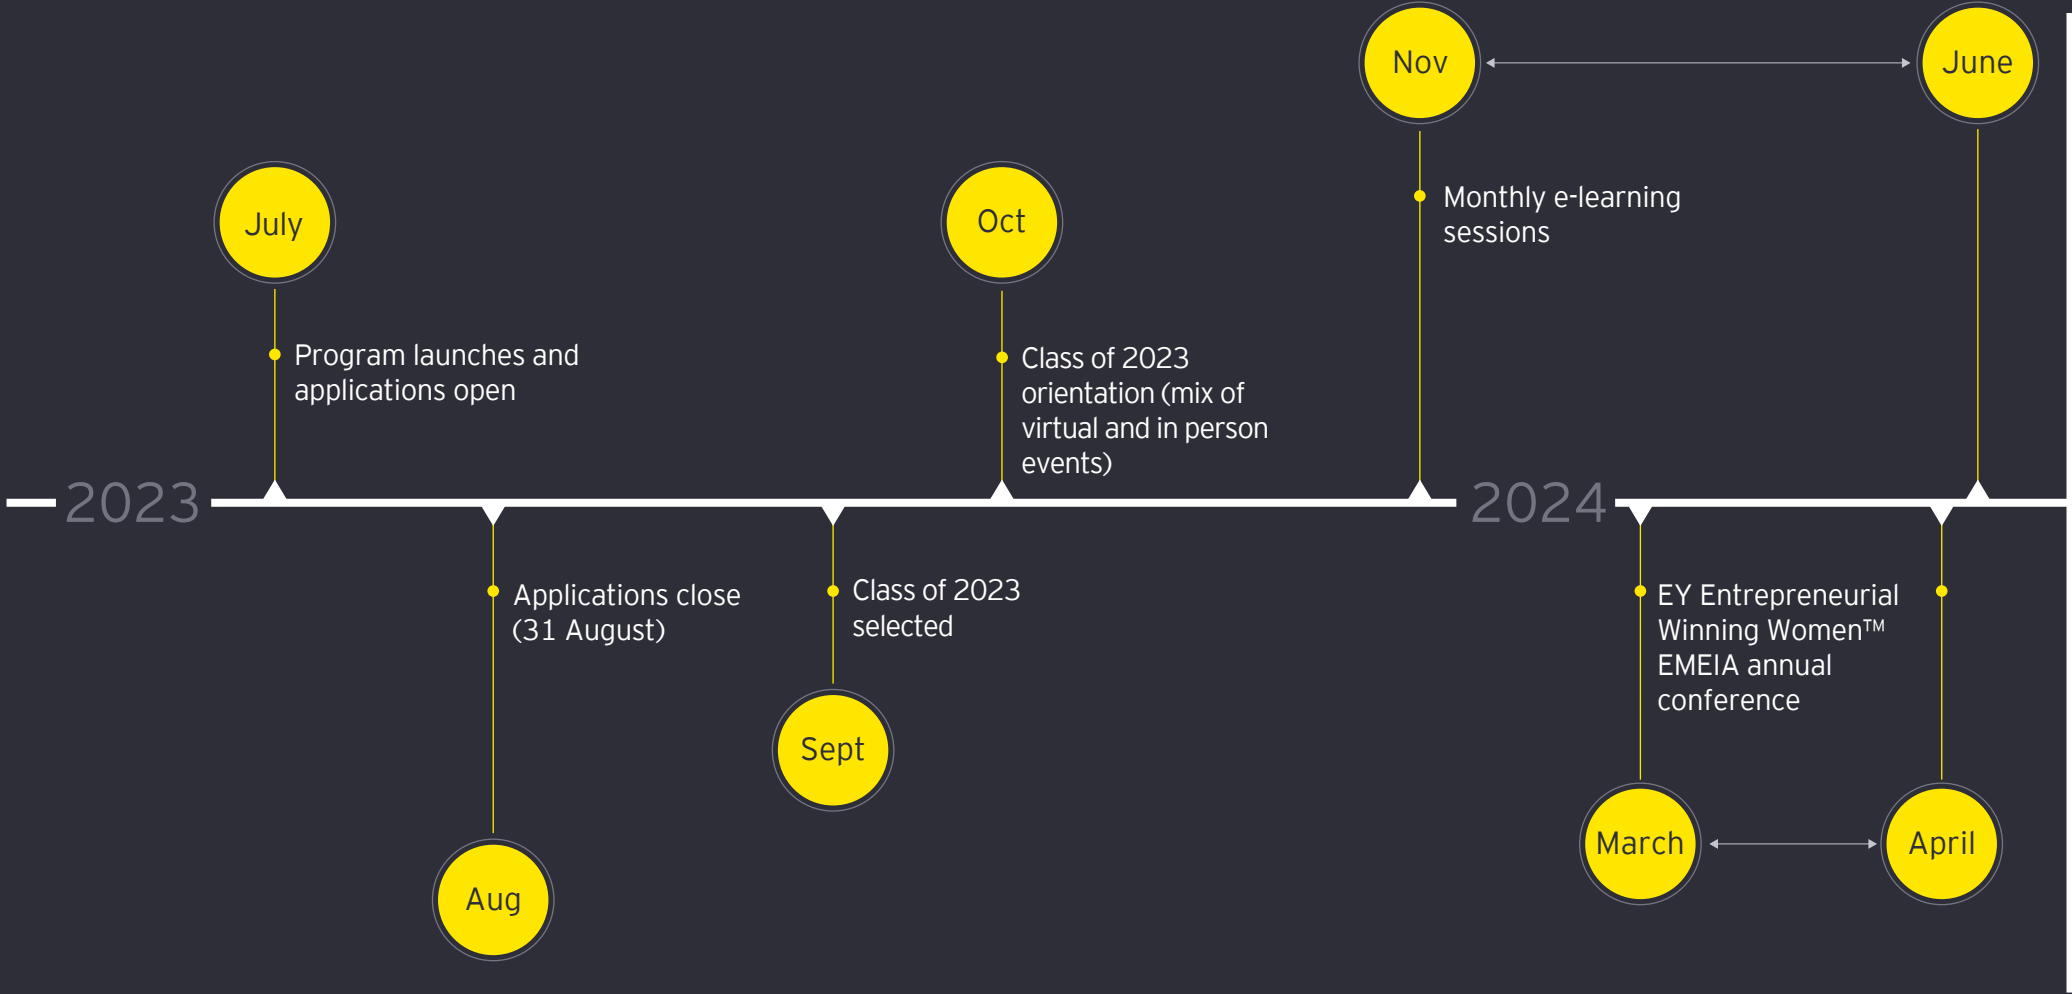 Nov
June
July
Oct
Monthly e-learning
sessions
Program launches and
applications open
Class of 2023
orientation (mix of
virtual and in person
events)
2023
2024
Applications close
(31 August)
Class of 2023
selected
EY Entrepreneurial
Winning Women™
EMEIA annual
conference
Sept
March
April
Aug